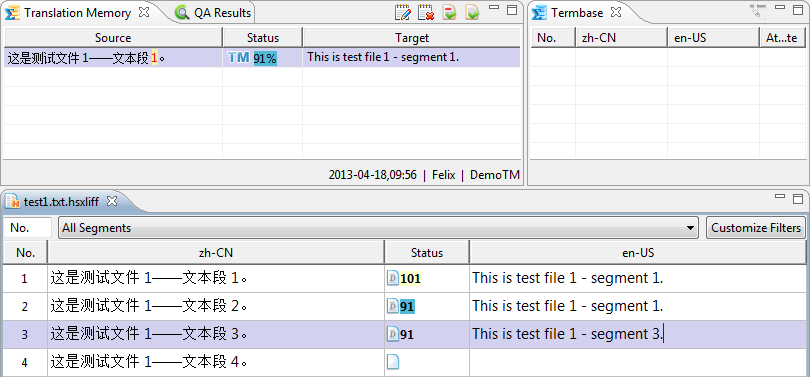 Translation Memory QA Results
Source Status Target
这是测试文件 1——文本段 1。 TM 91% This is test file 1 - segment 1.
2013-04-18,09:56 | Felix | DemoTM
Termbase
No. zh-CN en-US At...te
test1.txt.hsxliff
No. All Segments Customize Filters
No. zh-CN Status en-US
1 这是测试文件 1——文本段 1。 101 This is test file 1 - segment 1.
2 这是测试文件 1——文本段 2。 91 This is test file 1 - segment 1.
3 这是测试文件 1——文本段 3。 91 This is test file 1 - segment 3.
4 这是测试文件 1——文本段 4。